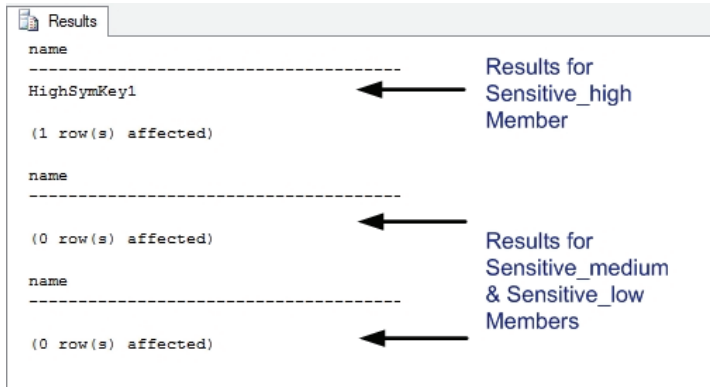 Results
name
----------------------------------------
HighSymKey1
(1 row(s) affected)
Results for
Sensitive_high
Member
name
----------------------------------------
(0 row(s) affected)
name
----------------------------------------
(0 row(s) affected)
Results for
Sensitive_medium
& Sensitive_low
Members